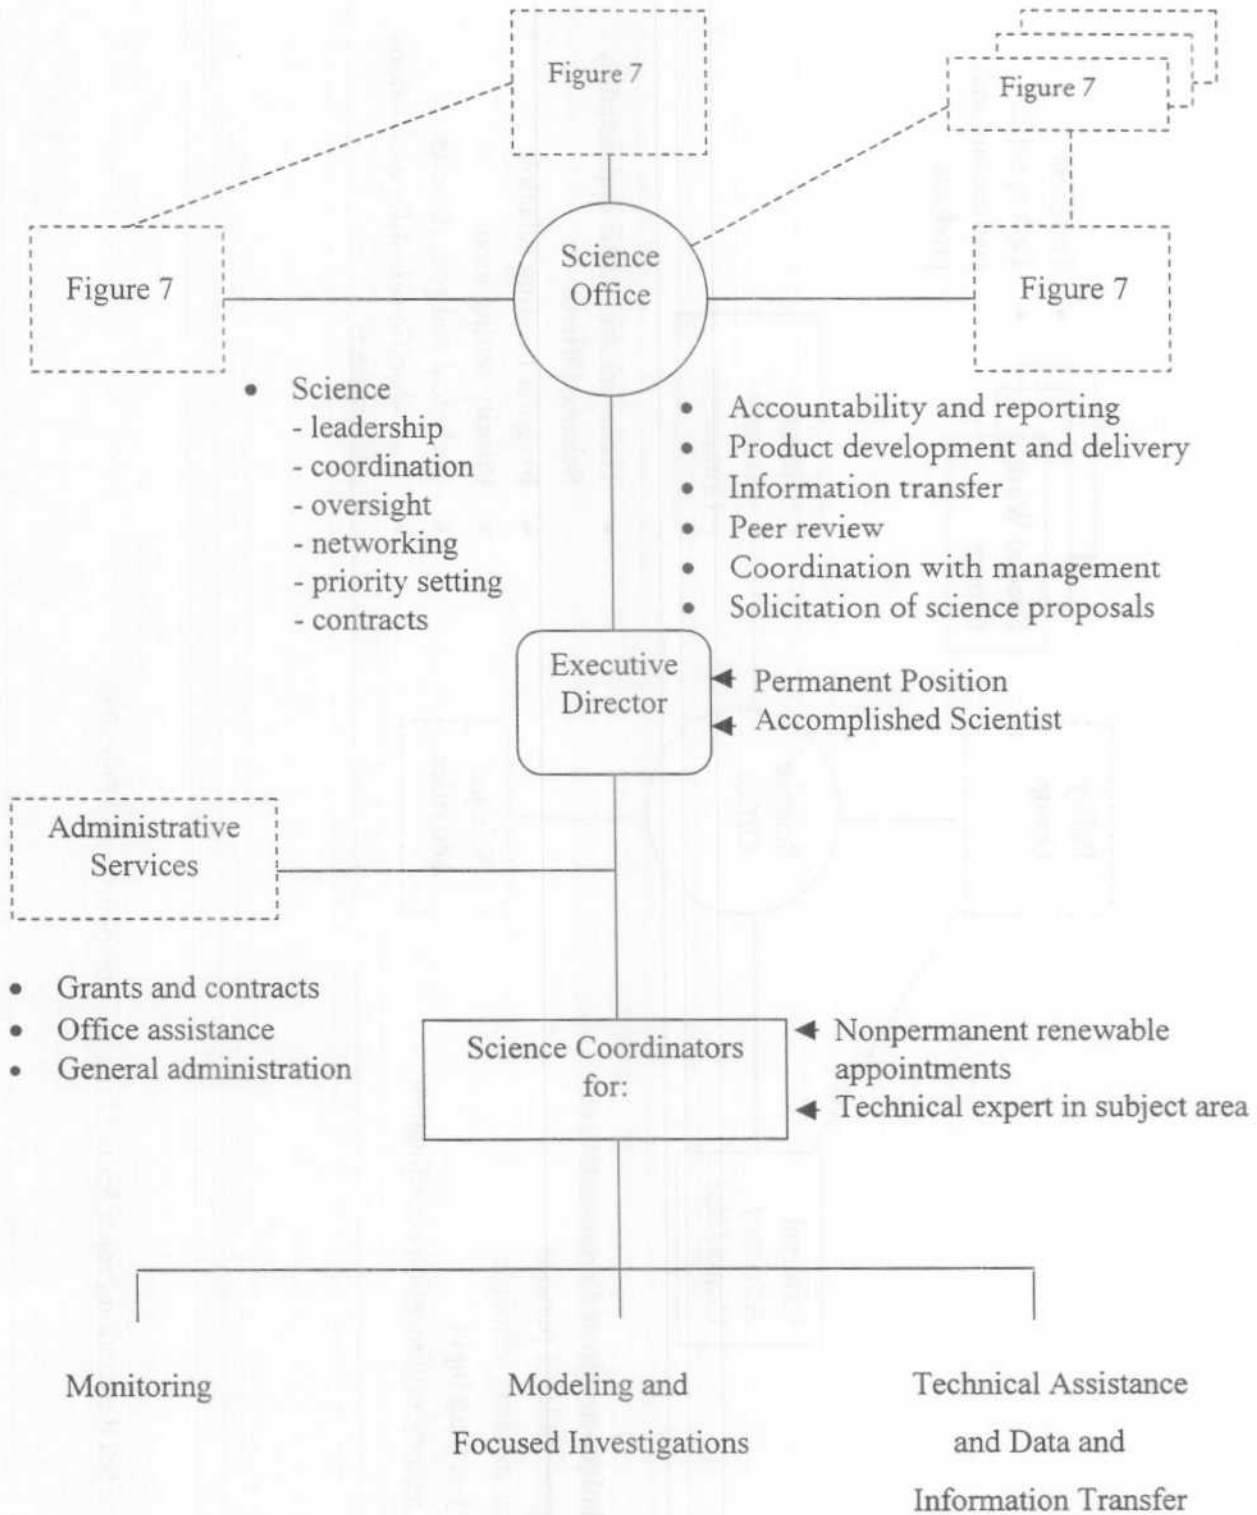 Figure 7
Figure 7
Figure 7
Science
Office
Figure 7
• Science
- leadership
- coordination
- oversight
- networking
- priority setting
- contracts
• Accountability and reporting
• Product development and delivery
• Information transfer
• Peer review
• Coordination with management
• Solicitation of science proposals
Executive
Director
Permanent Position
Accomplished Scientist
Administrative
Services
• Grants and contracts
• Office assistance
• General administration
Science Coordinators
for:
Nonpermanent renewable
appointments
Technical expert in subject area
Monitoring
Modeling and
Focused Investigations
Technical Assistance
and Data and
Information Transfer